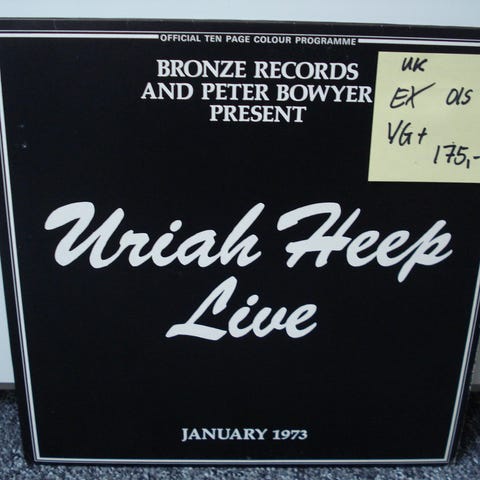 OFFICIAL TEN PAGE COLOUR PROGRAMME
BRONZE RECORDS
AND PETER BOWYER
PRESENT
UK
EX OIS
VG+
175,-
Uriah Heep
Live
JANUARY 1973